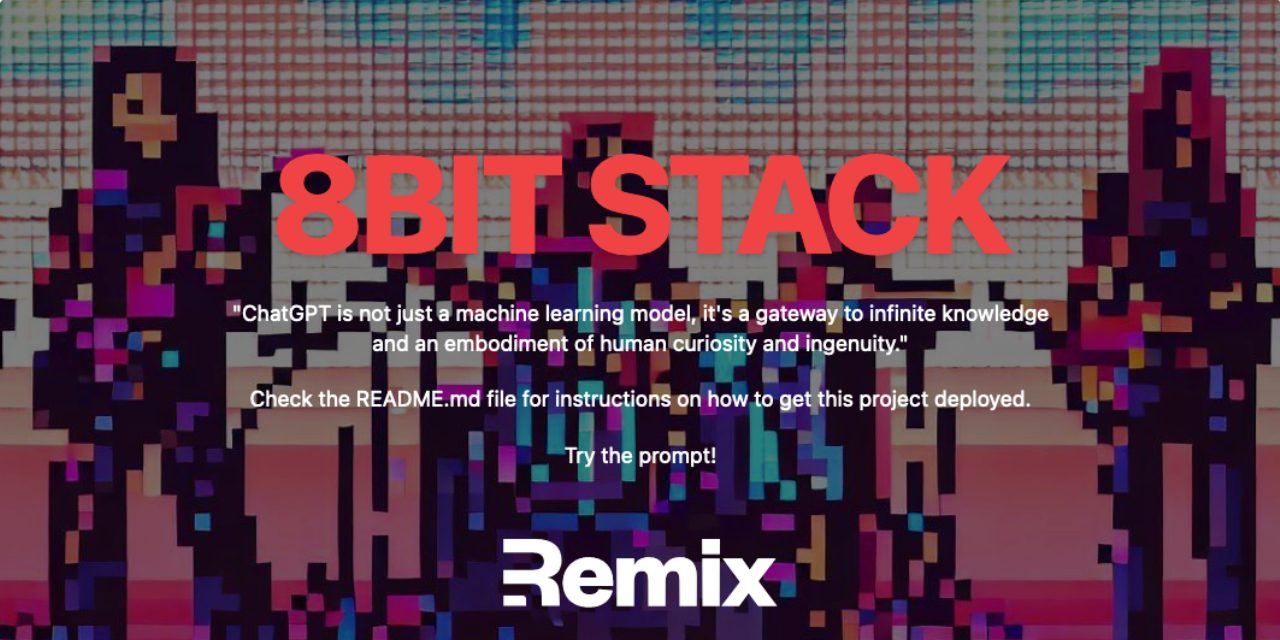 8BIT STACK
"ChatGPT is not just a machine learning model, it's a gateway to infinite knowledge
and an embodiment of human curiosity and ingenuity."
Check the README.md file for instructions on how to get this project deployed.
Try the prompt!
Remix